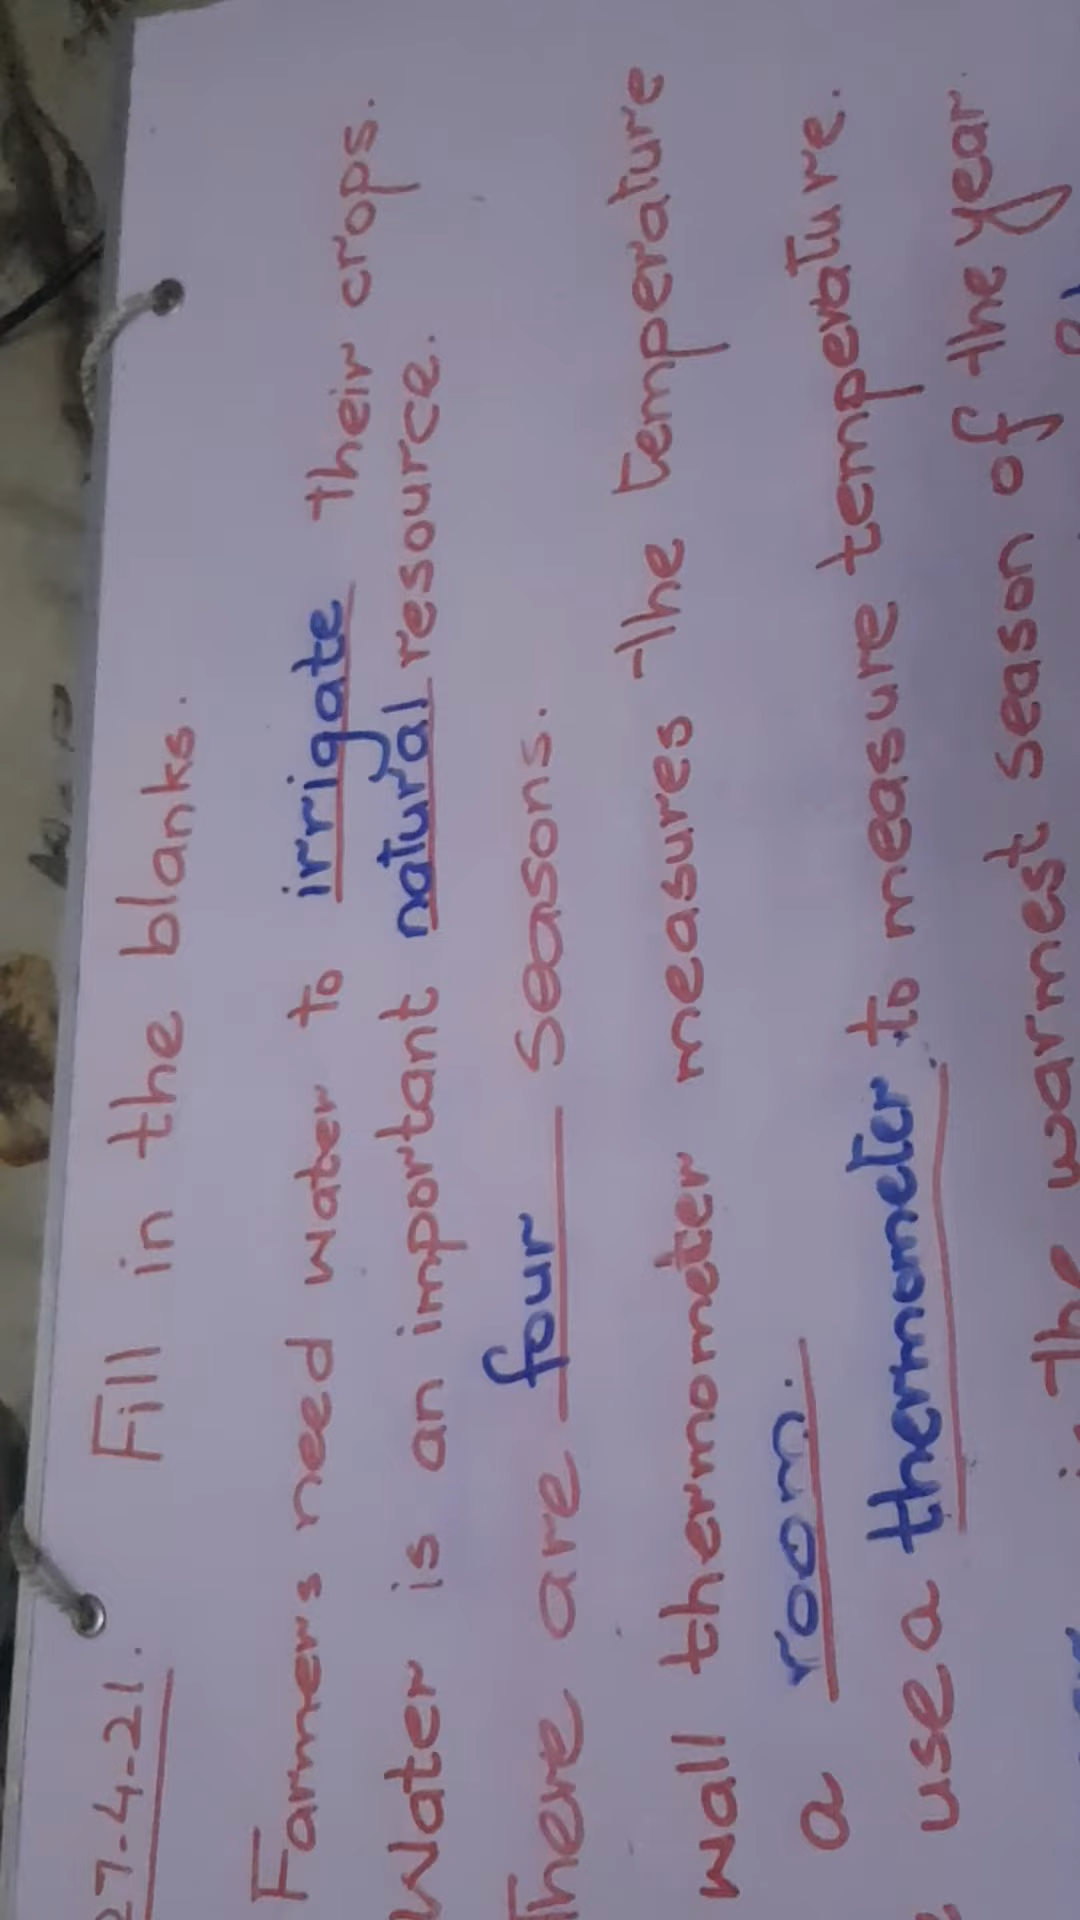 27-4-21. Fill in the blanks.
Farmers need water to irrigate their crops.
Water is an important natural resource.
There are four seasons.
wall thermometer measures the temperature
a room.
use a thermometer to measure temperature.
the warmest season of the year.